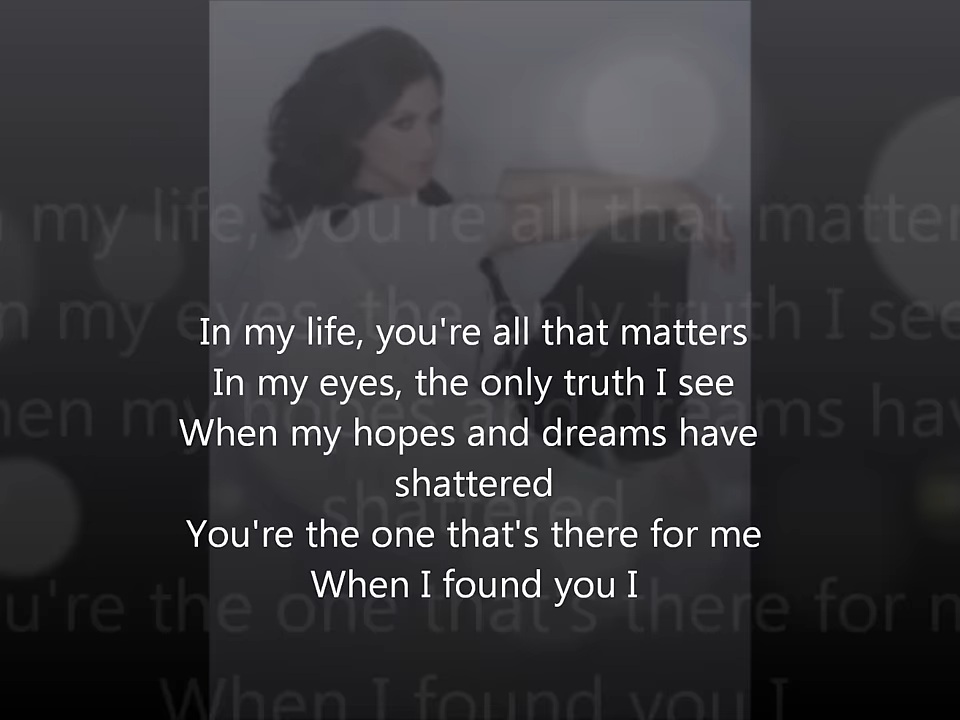 In my life, you're all that matters
In my eyes, the only truth I see
When my hopes and dreams have
shattered
You're the one that's there for me
When I found you I